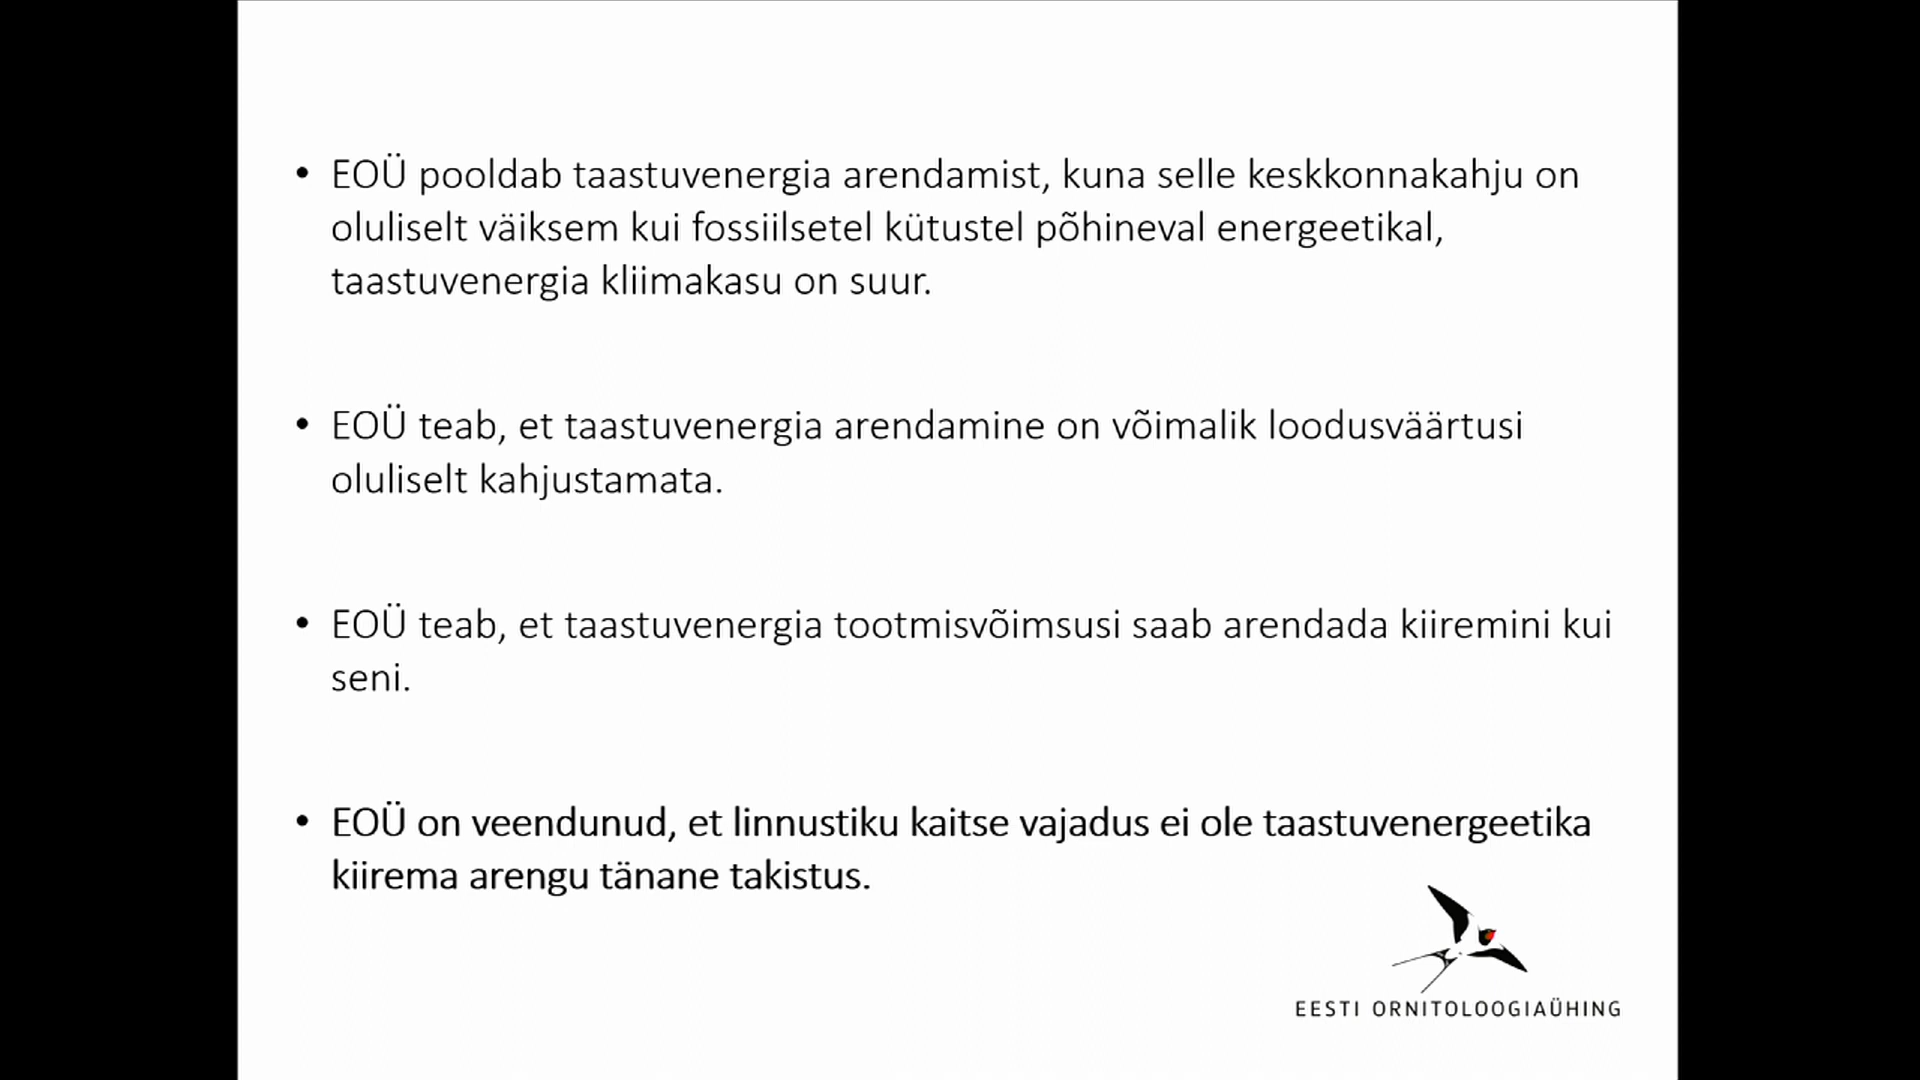 • EOÜ pooldab taastuvenergia arendamist, kuna selle keskkonnakahju on
oluliselt väiksem kui fossiilsetel kütustel põhineval energeetikal,
taastuvenergia kliimakasu on suur.
• EOÜ teab, et taastuvenergia arendamine on võimalik loodusväärtusi
oluliselt kahjustamata.
• EOÜ teab, et taastuvenergia tootmisvõimsusi saab arendada kiiremini kui
seni.
• EOÜ on veendunud, et linnustiku kaitse vajadus ei ole taastuvenergeetika
kiirema arengu tänane takistus.
EESTI ORNITOLOOGIAÜHING